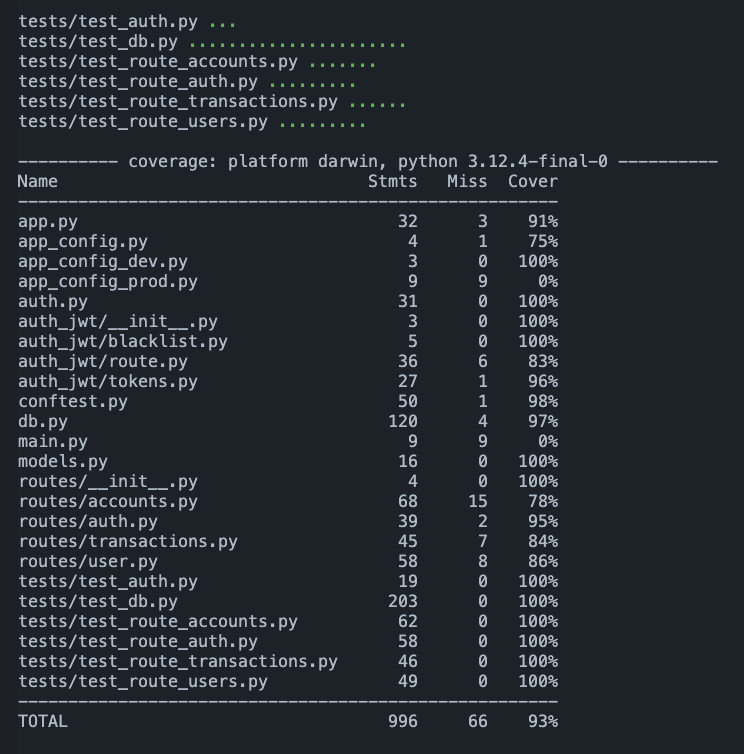 tests/test_auth.py ...
tests/test_db.py ......................
tests/test_route_accounts.py .......
tests/test_route_auth.py .........
tests/test_route_transactions.py ......
tests/test_route_users.py .........
---------- coverage: platform darwin, python 3.12.4-final-0 ----------
Name                               Stmts   Miss  Cover
------------------------------------------------------
app.py                                32      3    91%
app_config.py                          4      1    75%
app_config_dev.py                      3      0   100%
app_config_prod.py                     9      9     0%
auth.py                               31      0   100%
auth_jwt/__init__.py                   3      0   100%
auth_jwt/blacklist.py                  5      0   100%
auth_jwt/route.py                     36      6    83%
auth_jwt/tokens.py                    27      1    96%
conftest.py                           50      1    98%
db.py                                120      4    97%
main.py                                9      9     0%
models.py                             16      0   100%
routes/__init__.py                     4      0   100%
routes/accounts.py                    68     15    78%
routes/auth.py                        39      2    95%
routes/transactions.py                45      7    84%
routes/user.py                        58      8    86%
tests/test_auth.py                    19      0   100%
tests/test_db.py                     203      0   100%
tests/test_route_accounts.py          62      0   100%
tests/test_route_auth.py              58      0   100%
tests/test_route_transactions.py      46      0   100%
tests/test_route_users.py             49      0   100%
------------------------------------------------------
TOTAL                                996     66    93%